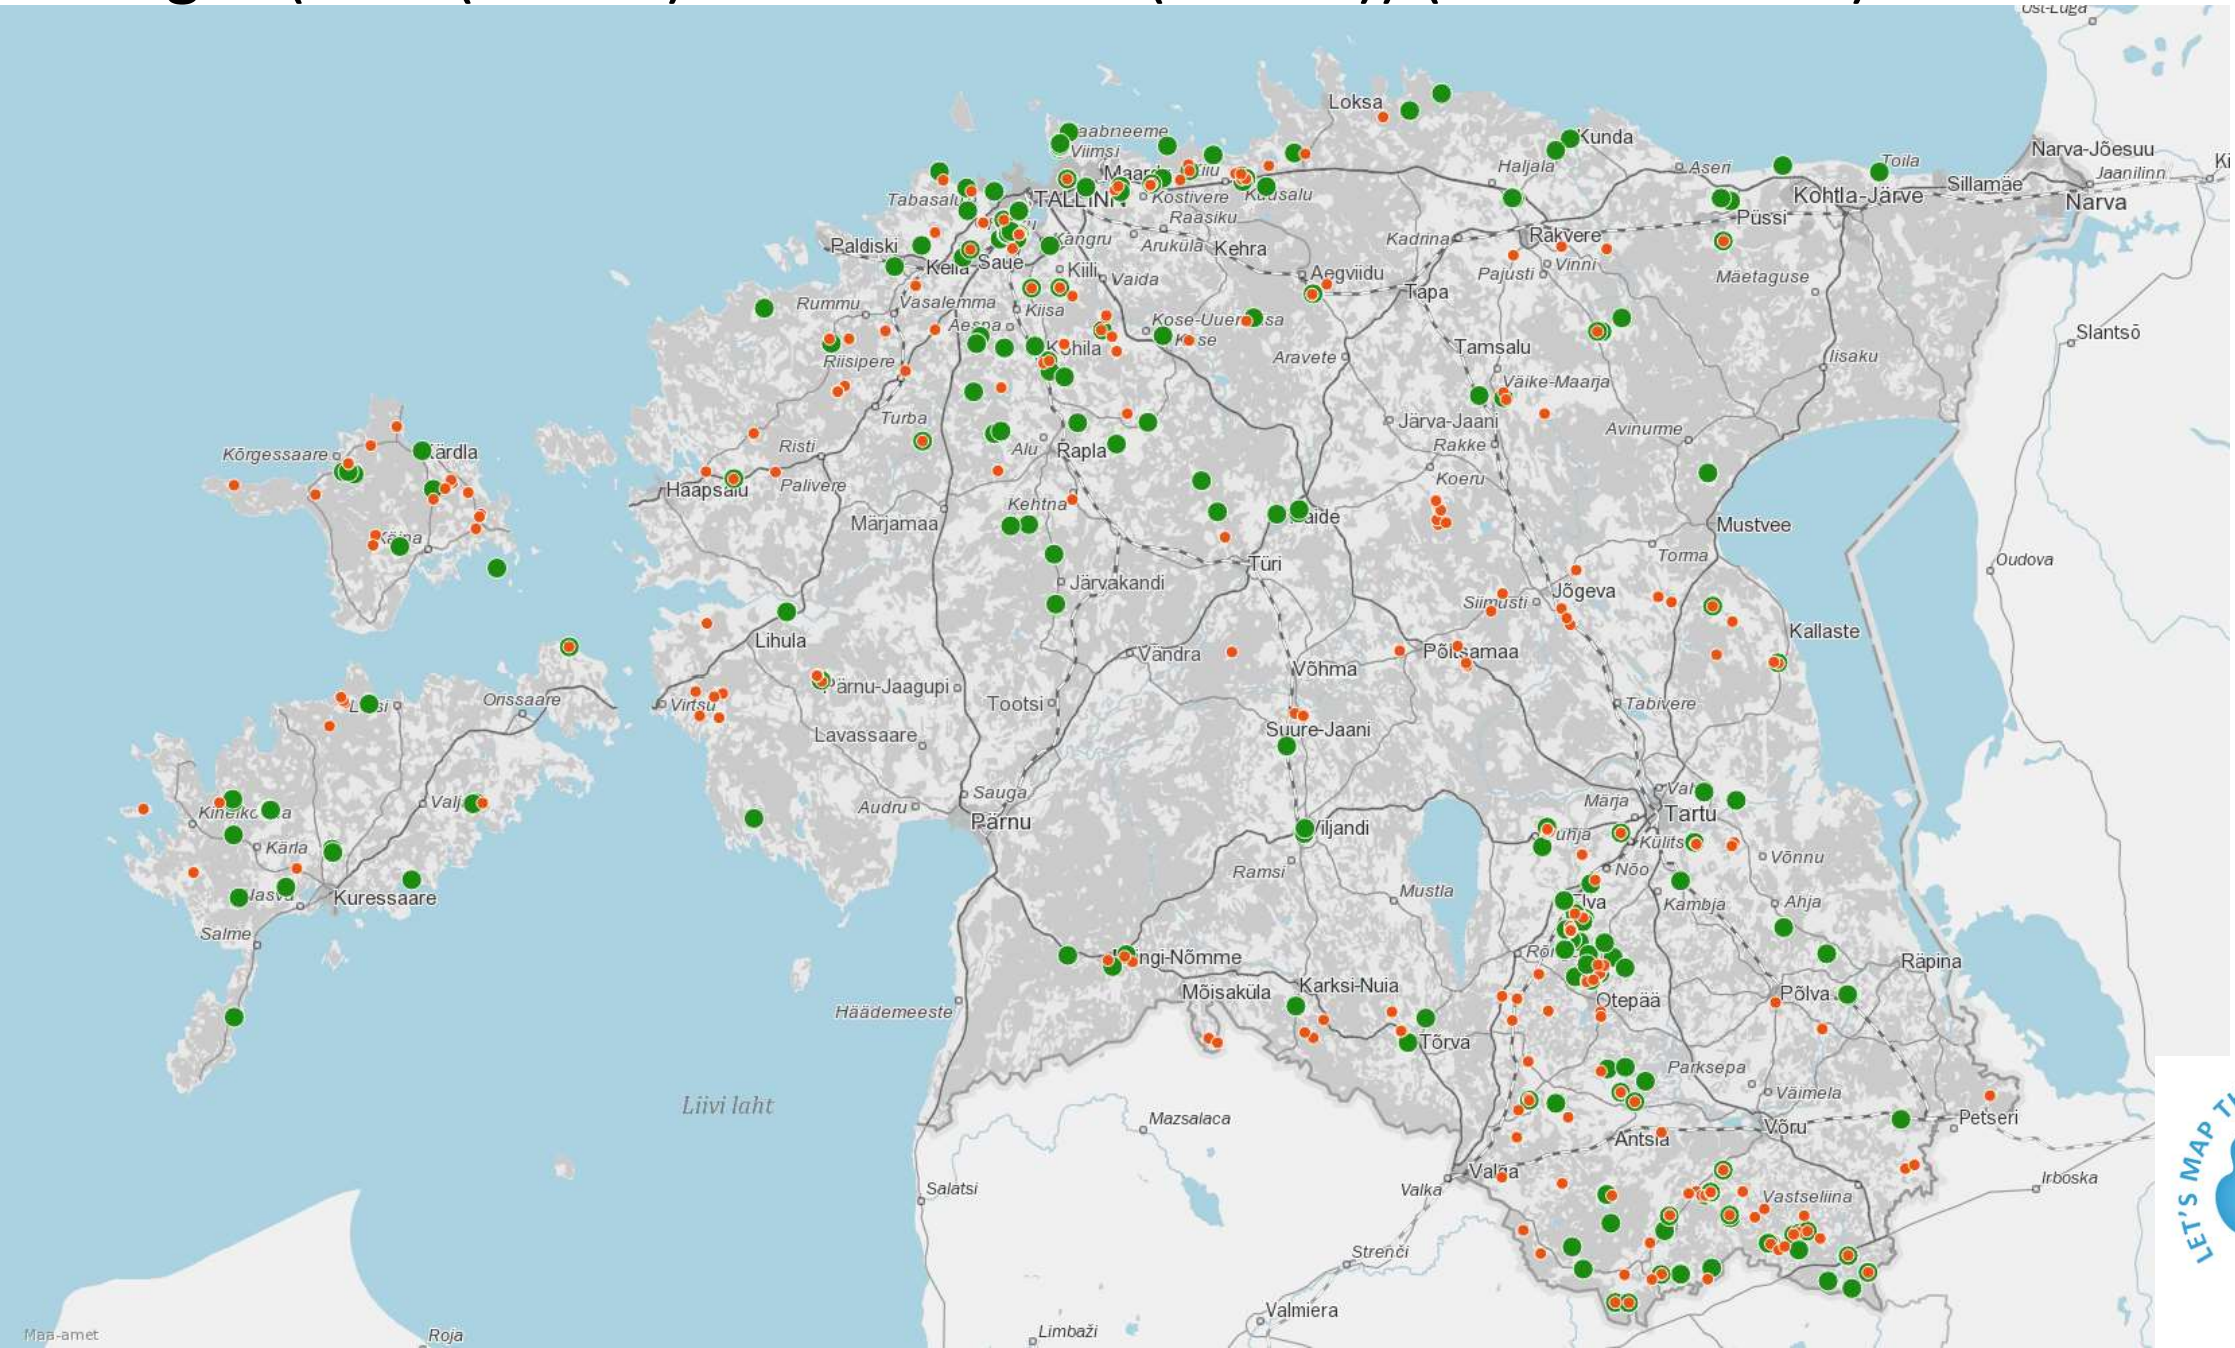 Ust-Luga
Loksa
Kunda
Narva-Jõesuu
Viimsi
Haljala
Aseri
Toila
Jaanilinn
Sillamäe
Kohtla-Järve
Narva
TALLINN
Kostivere
Kuusalu
Raasiku
Püssi
Paldiski
Kangru
Aruküla
Kehra
Kadrina
Rakvere
Saue
Kiili
Vaida
Aegviidu
Pajusti
Vinni
Mäetaguse
Tapa
Rummu
Vasalemma
Kiisa
Aespa
Slantsõ
Riisipere
Kohila
Aravete
Tamsalu
Iisaku
Väike-Maarja
Turba
Järva-Jaani
Avinurme
Kõrgessaare
Risti
Alu
Rapla
Rakke
Koeru
Haapsalu
Palivere
Kehtna
Märjamaa
Mustvee
Torma
Oudova
Türi
Järvakandi
Siimusti
Jõgeva
Lihula
Kallaste
Vändra
Võhma
Põltsamaa
Pärnu-Jaagupi
Orissaare
Virtsu
Tootsi
Tabivere
Lavassaare
Suure-Jaani
Sauga
Audru
Pärnu
Märja
Tartu
Viljandi
Kärla
Ramsi
Nõo
Võnnu
Mustla
Kuressaare
Kambja
Ahja
Salme
Räpina
Mõisaküla
Karksi-Nuia
Otepää
Põlva
Häädemeeste
Tõrva
Parksepa
Väimela
Liivi laht
Mazsalaca
Petseri
Antsla
Võru
Valga
Valka
Salatsi
Vastseliina
Irboska
Strenči
Valmiera
Limbaži
Roja
Maa-amet
LET'S MAP